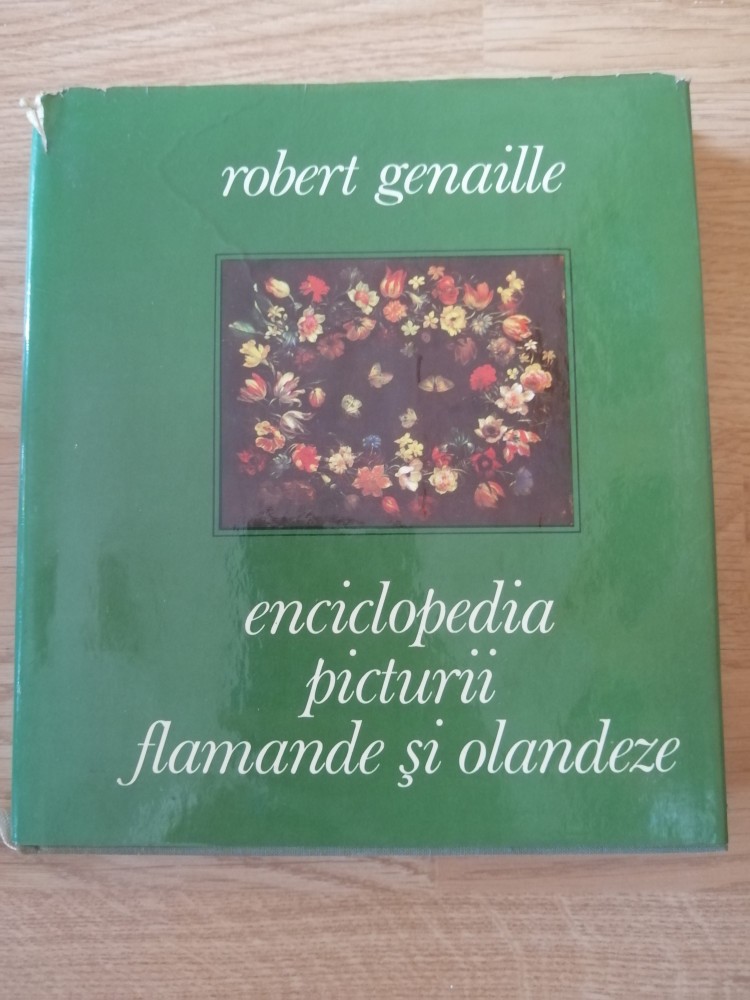 robert genaille
enciclopedia
picturii
flamande şi olandeze